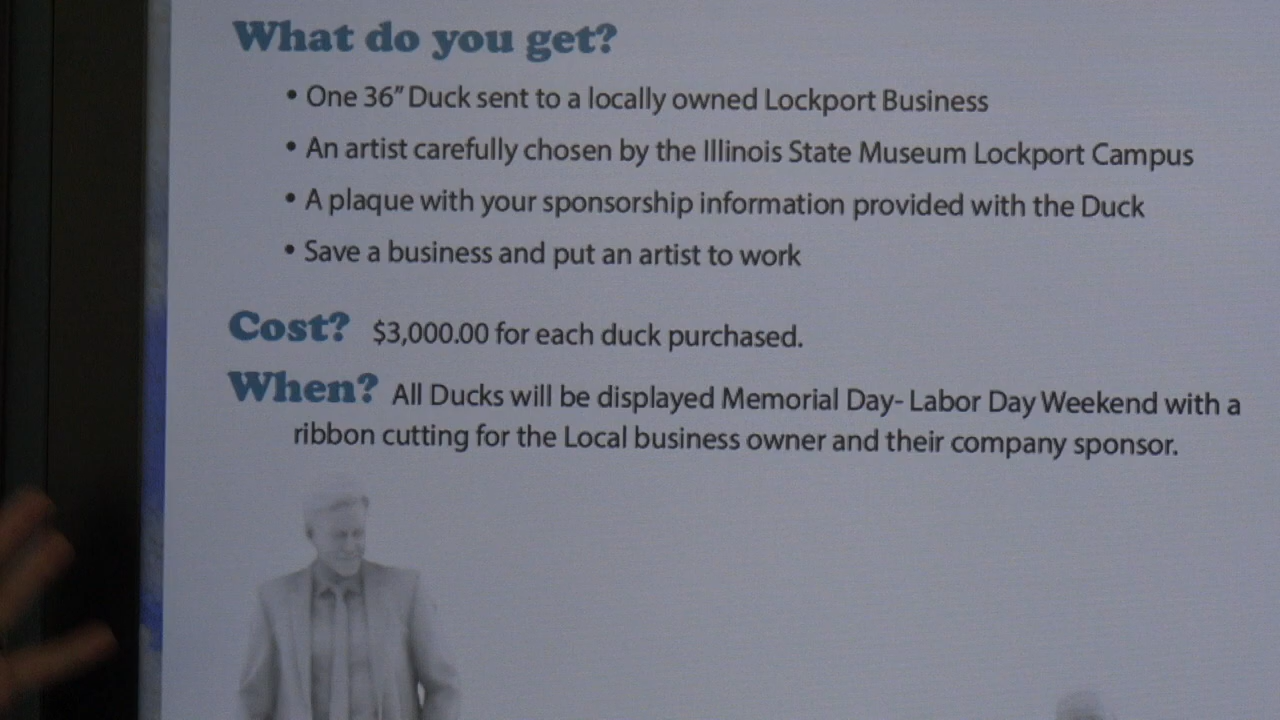 What do you get?
• One 36" Duck sent to a locally owned Lockport Business
• An artist carefully chosen by the Illinois State Museum Lockport Campus
• A plaque with your sponsorship information provided with the Duck
• Save a business and put an artist to work
Cost? $3,000.00 for each duck purchased.
When? All Ducks will be displayed Memorial Day- Labor Day Weekend with a
ribbon cutting for the Local business owner and their company sponsor.